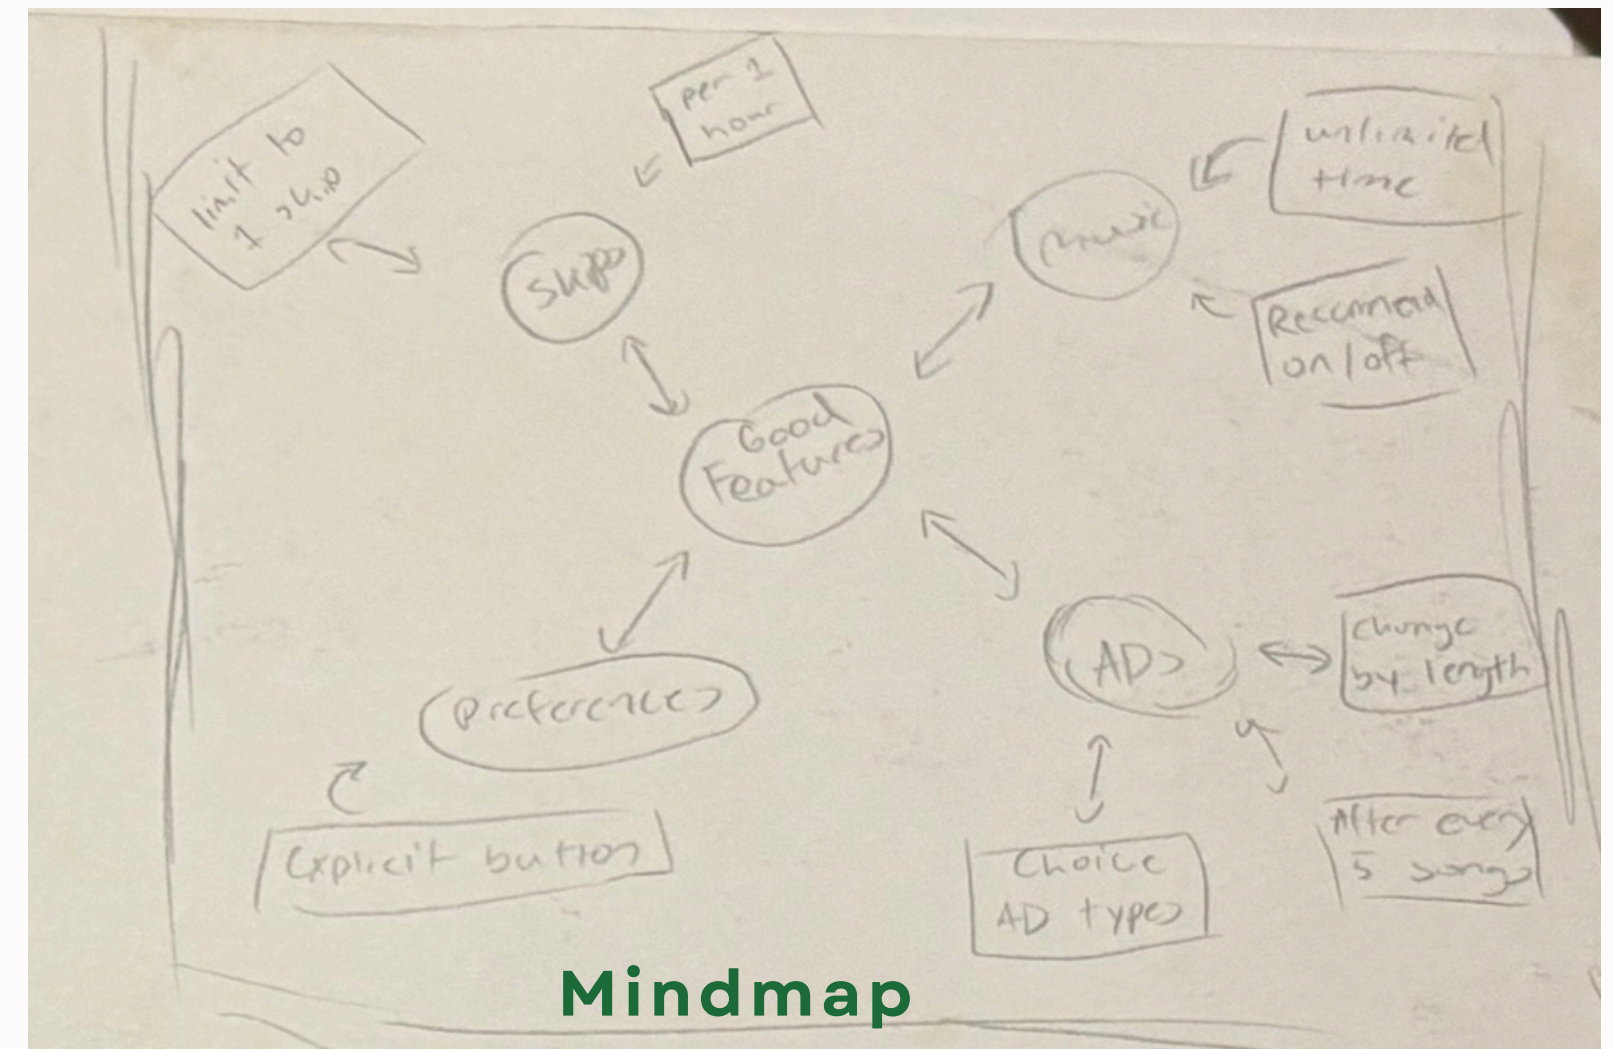 limit to
1 skip
per 1
hour
Skips
Music
unlimited
time
Recommend
on/off
Good
Features
Preferences
Explicit button
ADs
Change
by length
After every
5 songs
Choice
AD types
Mindmap